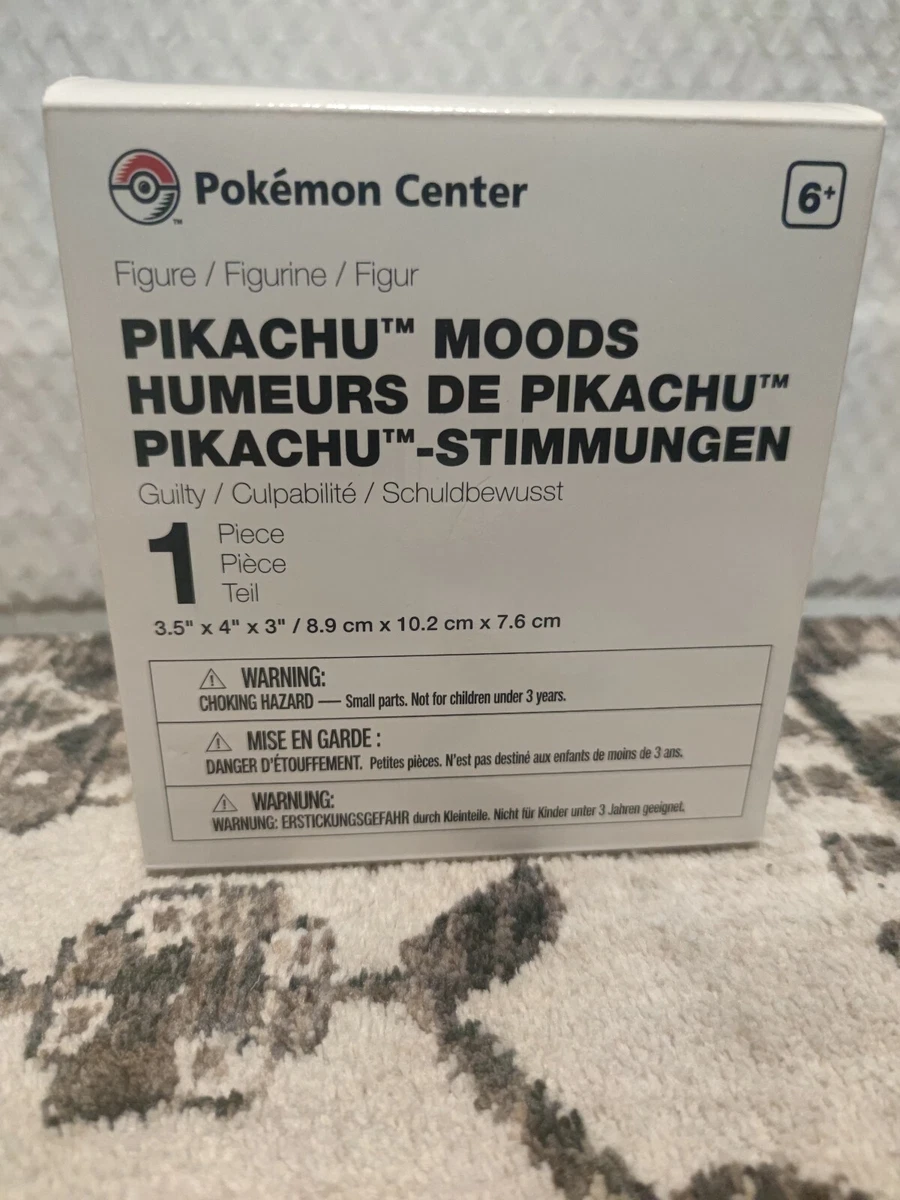 Pokémon Center
™
6+
Figure / Figurine / Figur
PIKACHU™ MOODS
HUMEURS DE PIKACHU™
PIKACHU™-STIMMUNGEN
Guilty / Culpabilité / Schuldbewusst
1
Piece
Pièce
Teil
3.5" x 4" x 3" / 8.9 cm x 10.2 cm x 7.6 cm
⚠ WARNING:
CHOKING HAZARD — Small parts. Not for children under 3 years.
⚠ MISE EN GARDE :
DANGER D'ÉTOUFFEMENT. Petites pièces. N'est pas destiné aux enfants de moins de 3 ans.
⚠ WARNUNG:
WARNUNG: ERSTICKUNGSGEFAHR durch Kleinteile. Nicht für Kinder unter 3 Jahren geeignet.